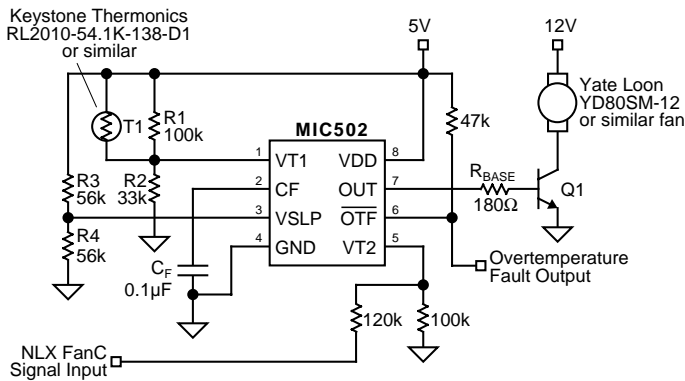 Keystone Thermonics
RL2010-54.1K-138-D1
or similar
5V
12V
Yate Loon
YD80SM-12
or similar fan
T1
R1
100k
47k
MIC502
1
VT1
VDD
8
R3
56k
R2
33k
2
CF
OUT
7
RBASE
180Ω
Q1
3
VSLP
OTF
6
R4
56k
4
GND
VT2
5
CF
0.1µF
Overtemperature
Fault Output
120k
100k
NLX FanC
Signal Input